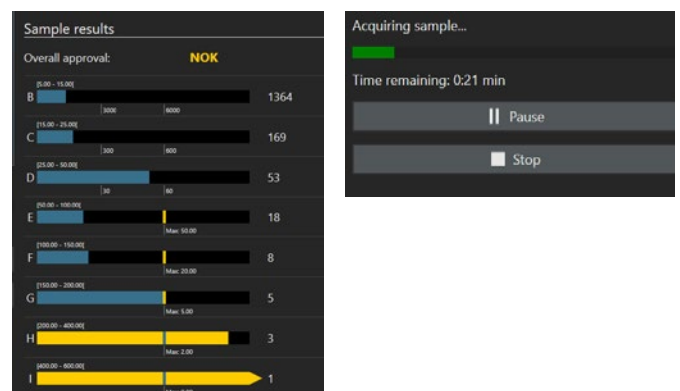 Sample results
Overall approval: NOK
[5.00 - 15.00[
B 1364
3000 6000
[15.00 - 25.00[
C 169
300 600
[25.00 - 50.00[
D 53
30 60
[50.00 - 100.00[
E 18
Max: 50.00
[100.00 - 150.00[
F 8
Max: 20.00
[150.00 - 200.00[
G 5
Max: 5.00
[200.00 - 400.00[
H 3
Max: 2.00
[400.00 - 600.00[
I 1
Acquiring sample...
Time remaining: 0:21 min
Pause
Stop